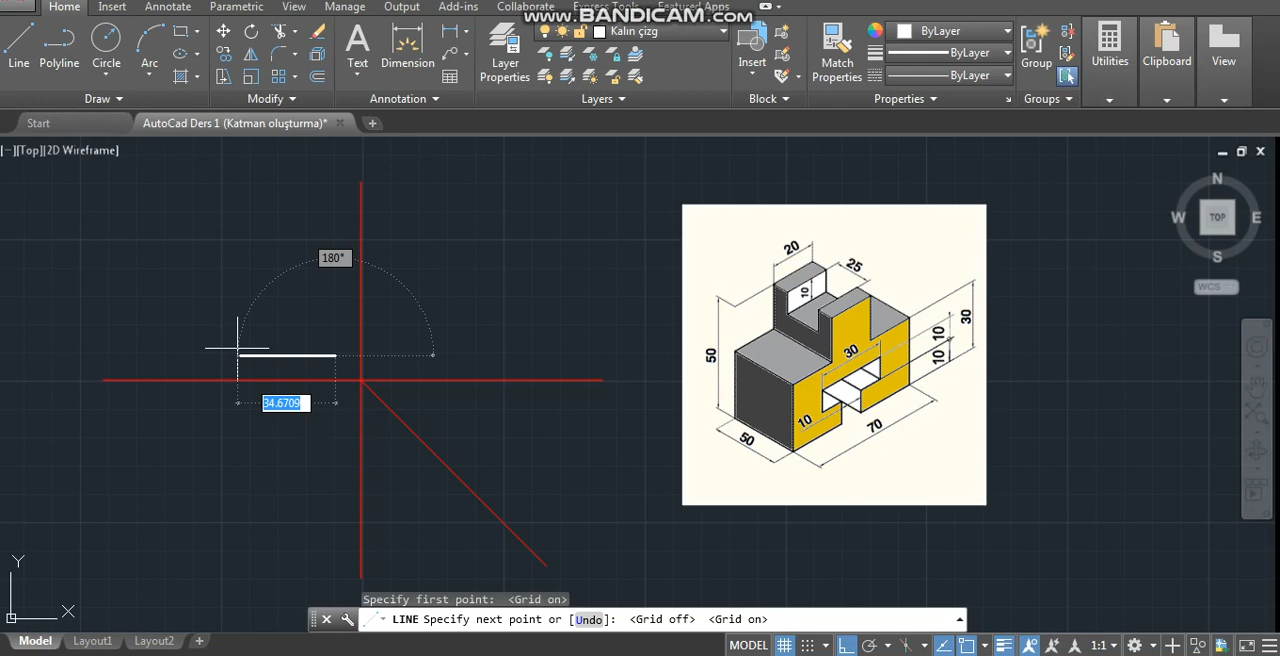 Home Insert Annotate Parametric View Manage Output Add-ins Collaborate Express Tools Featured Apps
www.BANDICAM.com
Kalın çizg
ByLayer
ByLayer
ByLayer
Line Polyline Circle Arc
Text Dimension
Layer Properties
Insert
Match Properties
Group
Utilities
Clipboard
View
Draw Modify Annotation Layers Block Properties Groups
Start AutoCad Ders 1 (Katman oluşturma)*
[−][Top][2D Wireframe]
N
W TOP E
S
WCS
180°
34.6709
20
25
10
50
30
10
30
10
10
50
70
Y
X
Specify first point: <Grid on>
LINE Specify next point or [Undo]: <Grid off> <Grid on>
Model Layout1 Layout2 +
MODEL 1:1